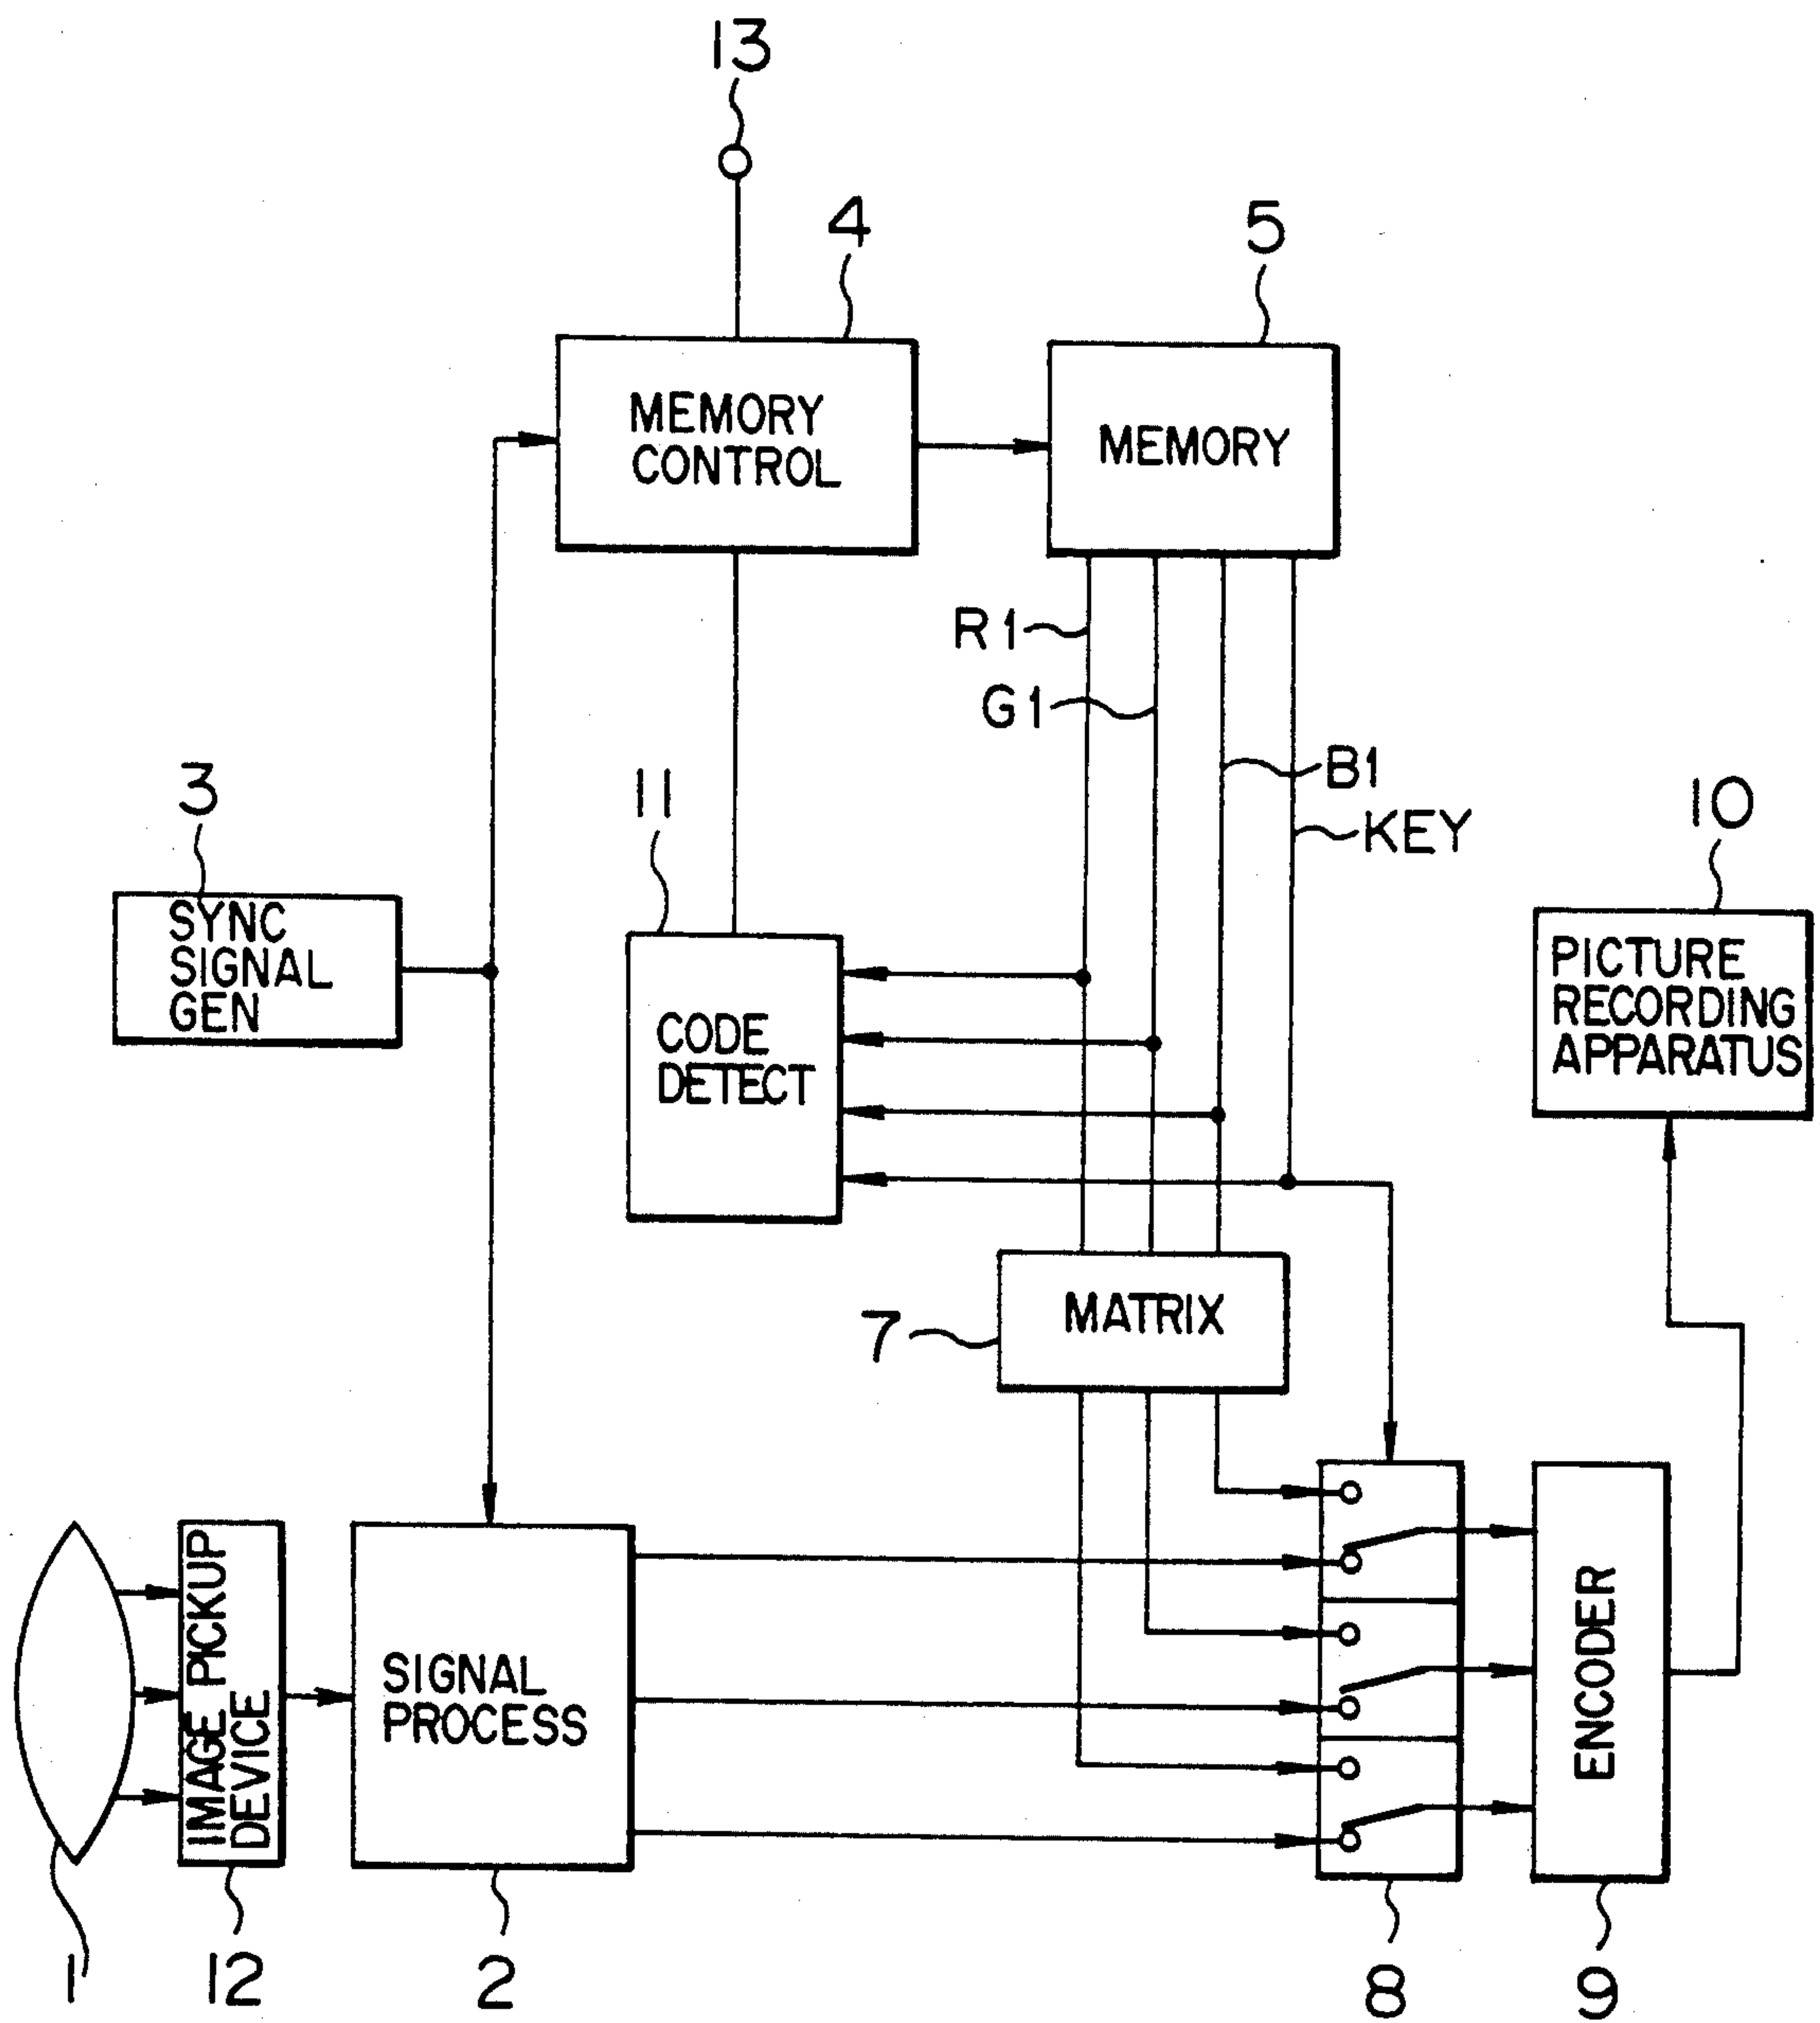 13
4
5
MEMORY
CONTROL
MEMORY
R1
G1
B1
KEY
3
11
10
SYNC
SIGNAL
GEN
CODE
DETECT
PICTURE
RECORDING
APPARATUS
7
MATRIX
IMAGE PICKUP
DEVICE
SIGNAL
PROCESS
ENCODER
1
12
2
8
9